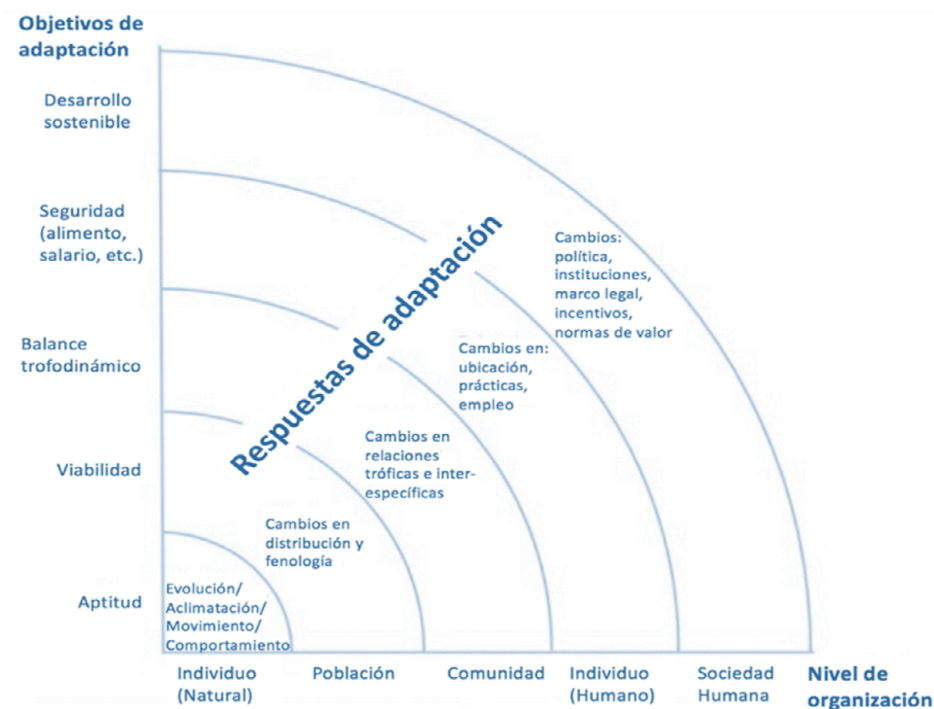 Objetivos de
adaptación
Desarrollo
sostenible
Seguridad
(alimento,
salario, etc.)
Balance
trofodinámico
Viabilidad
Aptitud
Respuestas de adaptación
Cambios:
política,
instituciones,
marco legal,
incentivos,
normas de valor
Cambios en:
ubicación,
prácticas,
empleo
Cambios en
relaciones
tróficas e inter-
específicas
Cambios en
distribución y
fenología
Evolución/
Aclimatación/
Movimiento/
Comportamiento
Individuo
(Natural)
Población
Comunidad
Individuo
(Humano)
Sociedad
Humana
Nivel de
organización